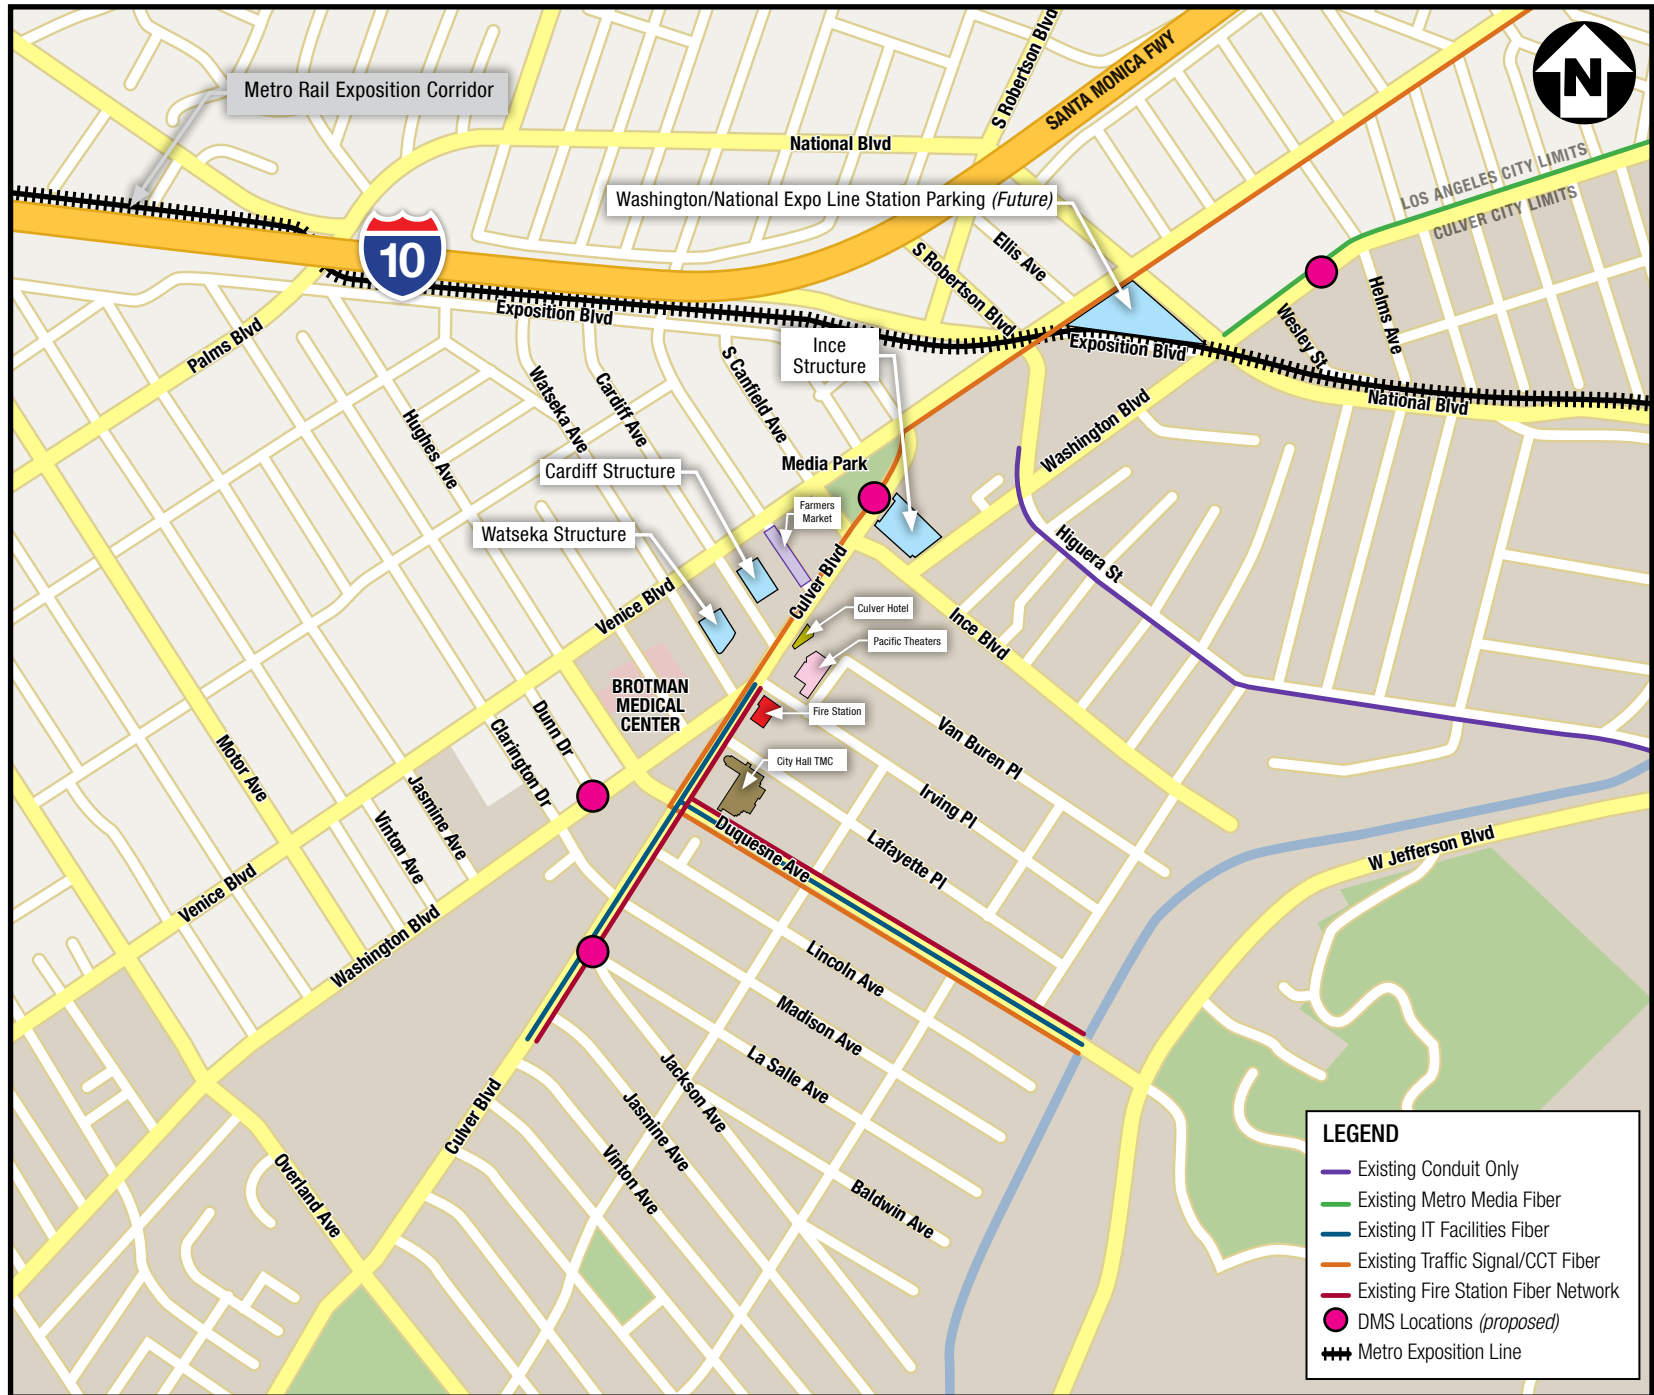 Metro Rail Exposition Corridor
S Robertson Blvd
SANTA MONICA FWY
N
National Blvd
LOS ANGELES CITY LIMITS
CULVER CITY LIMITS
Washington/National Expo Line Station Parking (Future)
10
Ellis Ave
S Robertson Blvd
Exposition Blvd
Helms Ave
Wesley St
Palms Blvd
Ince
Structure
Exposition Blvd
National Blvd
S Canfield Ave
Watseka Ave
Cardiff Ave
Hughes Ave
Washington Blvd
Media Park
Cardiff Structure
Farmers
Market
Watseka Structure
Higuera St
Culver Blvd
Venice Blvd
Culver Hotel
Ince Blvd
Pacific Theaters
BROTMAN
MEDICAL
CENTER
Fire Station
Dunn Dr
Clarington Dr
Van Buren Pl
Motor Ave
City Hall TMC
Jasmine Ave
Irving Pl
Vinton Ave
Duquesne Ave
Lafayette Pl
W Jefferson Blvd
Venice Blvd
Washington Blvd
Lincoln Ave
Madison Ave
La Salle Ave
Jackson Ave
Culver Blvd
Jasmine Ave
Vinton Ave
Overland Ave
Baldwin Ave
LEGEND
Existing Conduit Only
Existing Metro Media Fiber
Existing IT Facilities Fiber
Existing Traffic Signal/CCT Fiber
Existing Fire Station Fiber Network
DMS Locations (proposed)
Metro Exposition Line